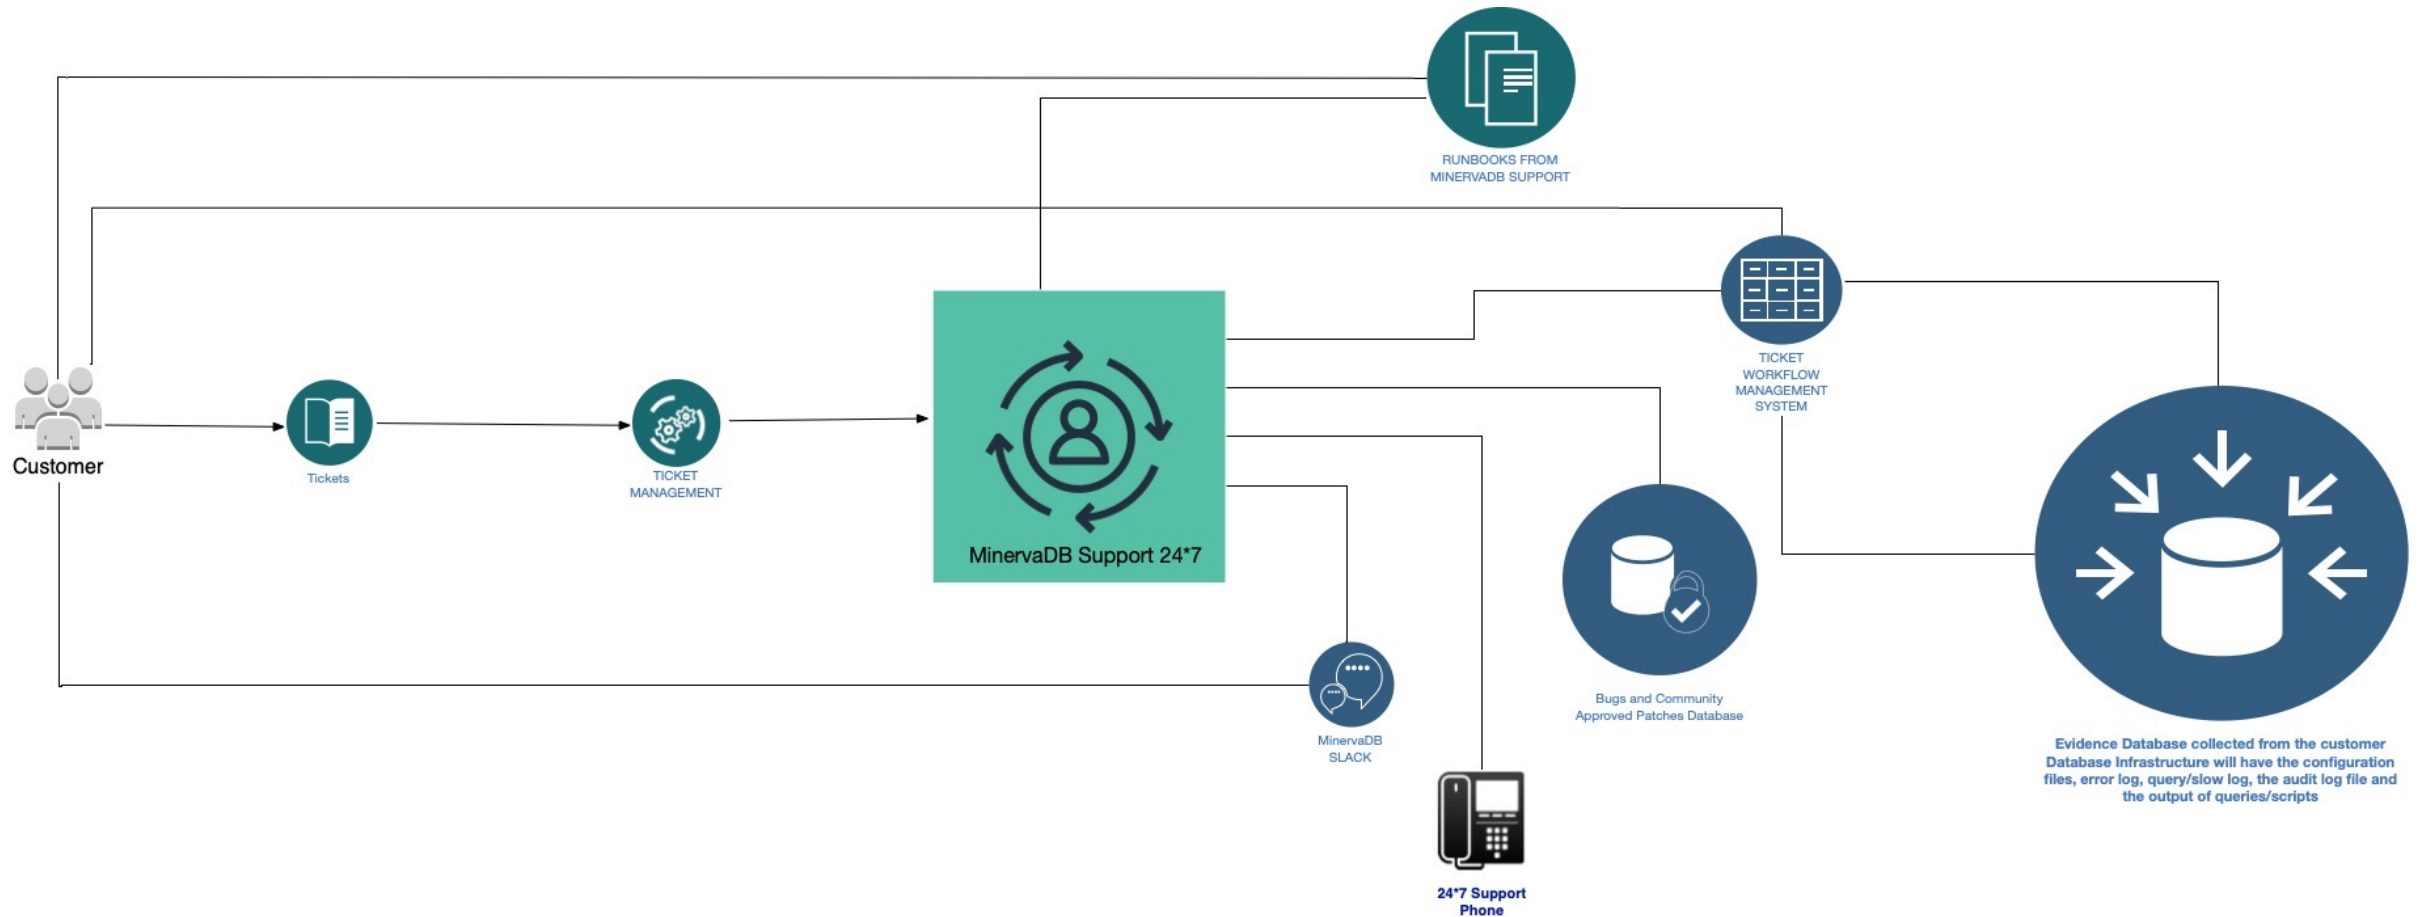 RUNBOOKS FROM
MINERVADB SUPPORT
TICKET
WORKFLOW
MANAGEMENT
SYSTEM
Customer
Tickets
TICKET
MANAGEMENT
MinervaDB Support 24*7
Bugs and Community
Approved Patches Database
MinervaDB
SLACK
Evidence Database collected from the customer
Database Infrastructure will have the configuration
files, error log, query/slow log, the audit log file and
the output of queries/scripts
24*7 Support
Phone